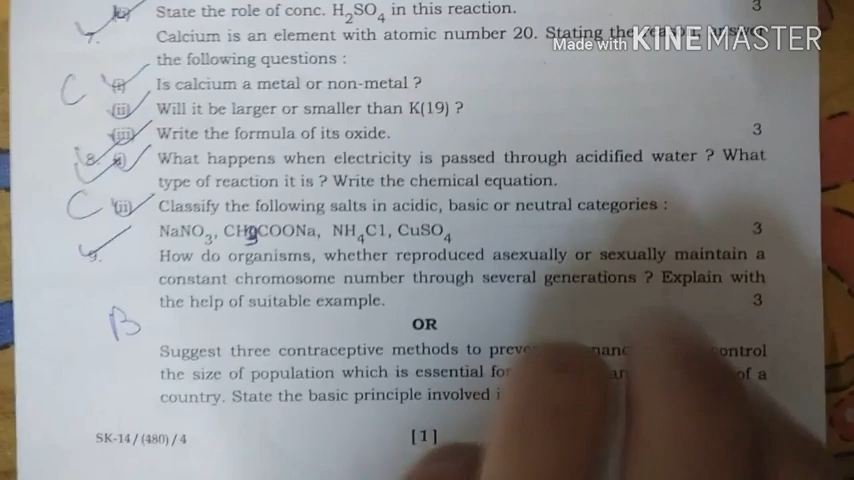 State the role of conc. H2SO4 in this reaction. 3
7. Calcium is an element with atomic number 20. Stating the reason, answer
the following questions :
Made with KINEMASTER
C (i) Is calcium a metal or non-metal ?
(ii) Will it be larger or smaller than K(19) ?
(iii) Write the formula of its oxide. 3
8. (i) What happens when electricity is passed through acidified water ? What
type of reaction it is ? Write the chemical equation.
C (ii) Classify the following salts in acidic, basic or neutral categories :
NaNO3, CH3COONa, NH4C1, CuSO4 3
9. How do organisms, whether reproduced asexually or sexually maintain a
constant chromosome number through several generations ? Explain with
the help of suitable example. 3
B
OR
Suggest three contraceptive methods to control
the size of population which is essential for of a
country. State the basic principle involved
SK-14/(480)/4 [1]